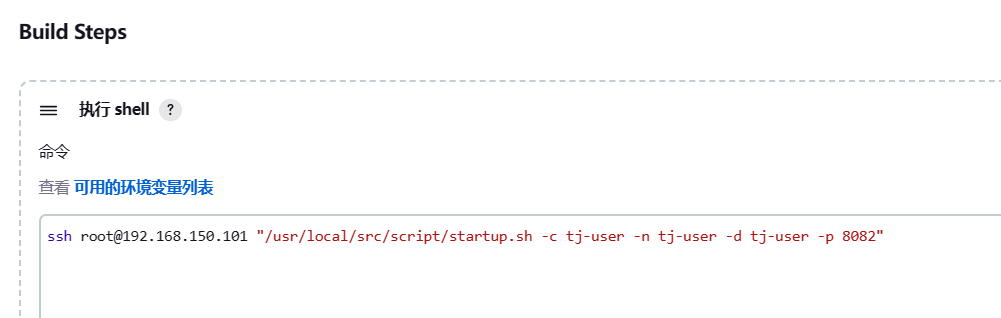 Build Steps
执行 shell ?
命令
查看 可用的环境变量列表
ssh root@192.168.150.101 "/usr/local/src/script/startup.sh -c tj-user -n tj-user -d tj-user -p 8082"